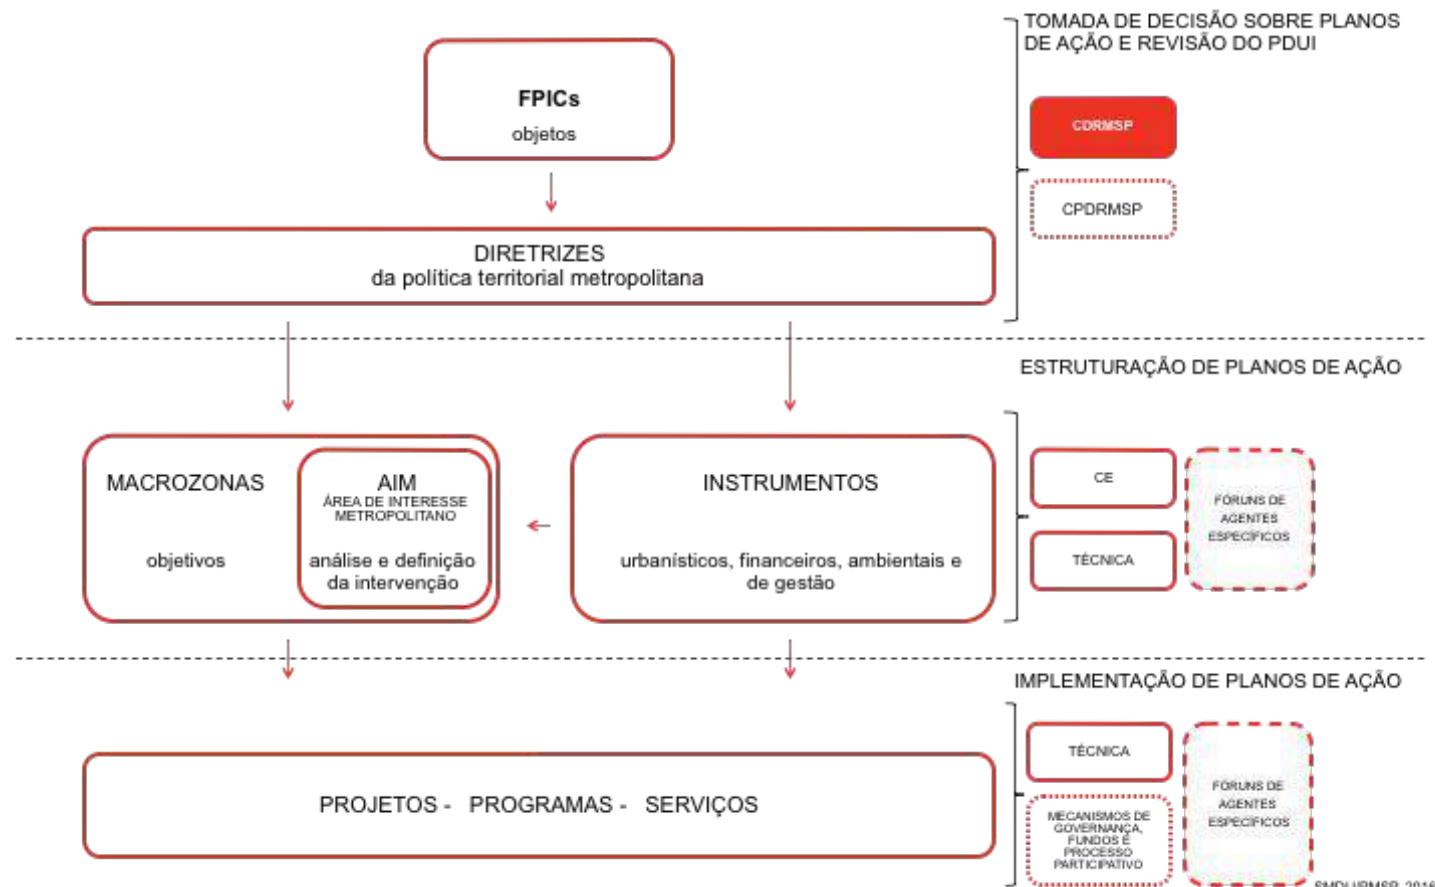 TOMADA DE DECISÃO SOBRE PLANOS
DE AÇÃO E REVISÃO DO PDUI
FPICs
objetos
CDRMSP
CPDRMSP
DIRETRIZES
da política territorial metropolitana
ESTRUTURAÇÃO DE PLANOS DE AÇÃO
MACROZONAS
objetivos
AIM
ÁREA DE INTERESSE
METROPOLITANO
análise e definição
da intervenção
INSTRUMENTOS
urbanísticos, financeiros, ambientais e
de gestão
CE
TÉCNICA
FÓRUNS DE
AGENTES
ESPECÍFICOS
IMPLEMENTAÇÃO DE PLANOS DE AÇÃO
PROJETOS - PROGRAMAS - SERVIÇOS
TÉCNICA
MECANISMOS DE
GOVERNANÇA,
FUNDOS E
PROCESSO
PARTICIPATIVO
FÓRUNS DE
AGENTES
ESPECÍFICOS